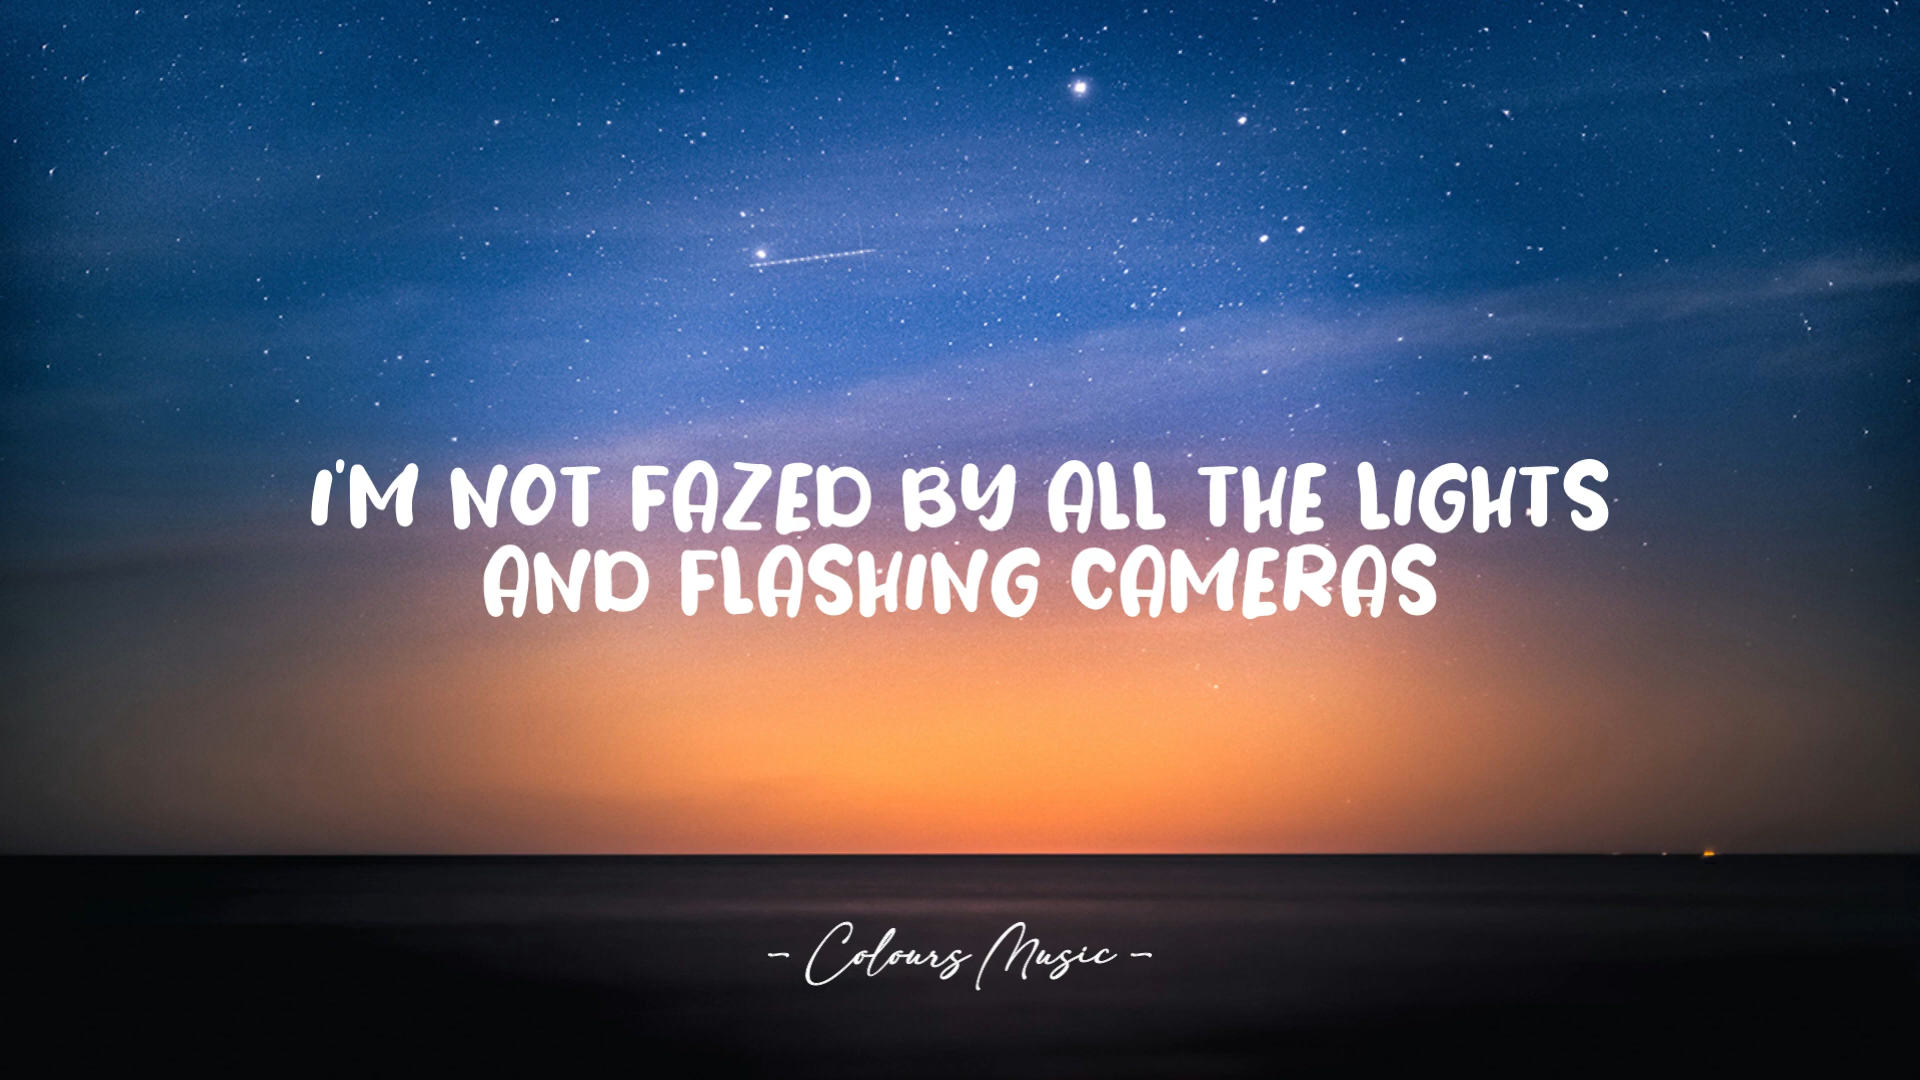 I'M NOT FAZED BY ALL THE LIGHTS
AND FLASHING CAMERAS
- Colours Music -